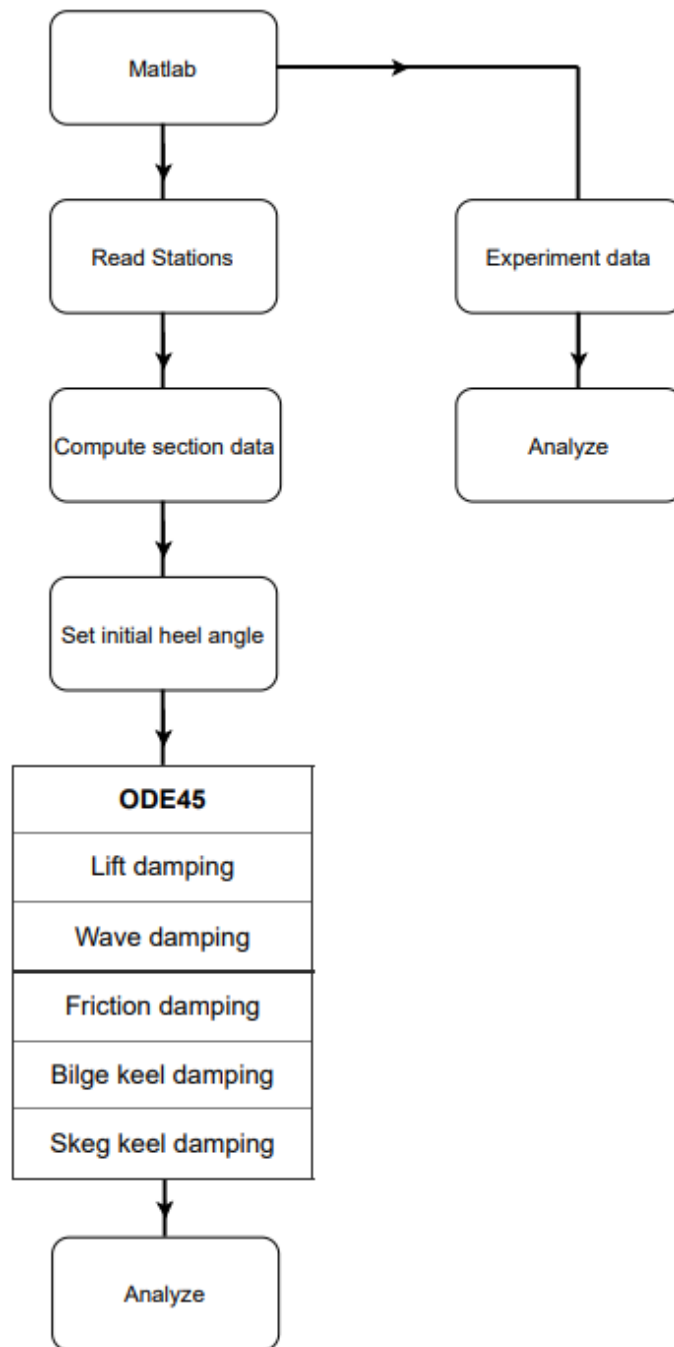 Matlab
Read Stations
Experiment data
Compute section data
Analyze
Set initial heel angle
ODE45
Lift damping
Wave damping
Friction damping
Bilge keel damping
Skeg keel damping
Analyze